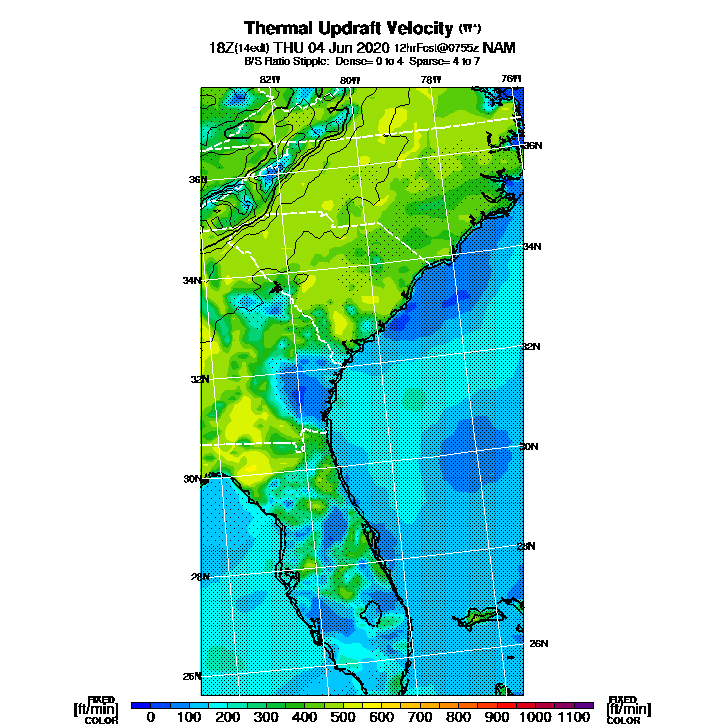 Thermal Updraft Velocity (W*)
18Z(14edt) THU 04 Jun 2020 12hrFcst@0755z NAM
B/S Ratio Stipple: Dense= 0 to 4 Sparse= 4 to 7
82W 80W 78W 76W
36N
36N
34N
34N
32N
32N
30N
30N
28N
28N
26N
26N
FIXED FIXED
[ft/min] 0 100 200 300 400 500 600 700 800 900 1000 1100 [ft/min]
COLOR COLOR